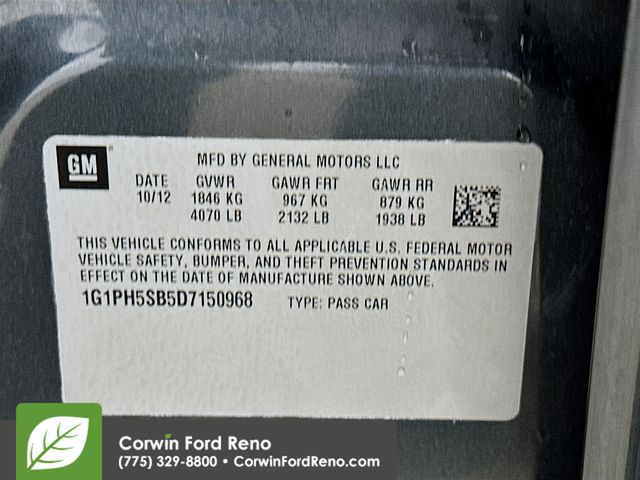 GM
MFD BY GENERAL MOTORS LLC
DATE GVWR GAWR FRT GAWR RR
10/12 1846 KG 967 KG 879 KG
4070 LB 2132 LB 1938 LB
THIS VEHICLE CONFORMS TO ALL APPLICABLE U.S. FEDERAL MOTOR
VEHICLE SAFETY, BUMPER, AND THEFT PREVENTION STANDARDS IN
EFFECT ON THE DATE OF MANUFACTURE SHOWN ABOVE.
1G1PH5SB5D7150968 TYPE: PASS CAR
Corwin Ford Reno
(775) 329-8800 • CorwinFordReno.com